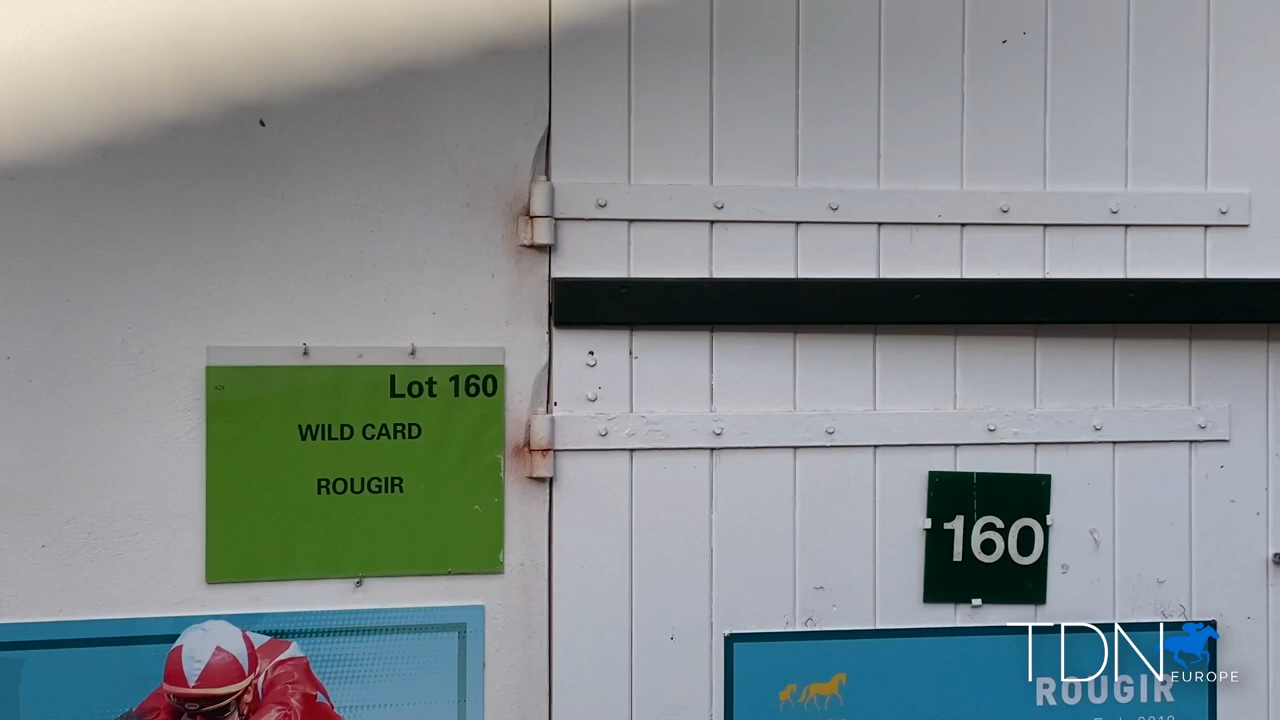 Lot 160
WILD CARD
ROUGIR
160
TDN
EUROPE
ROUGIR